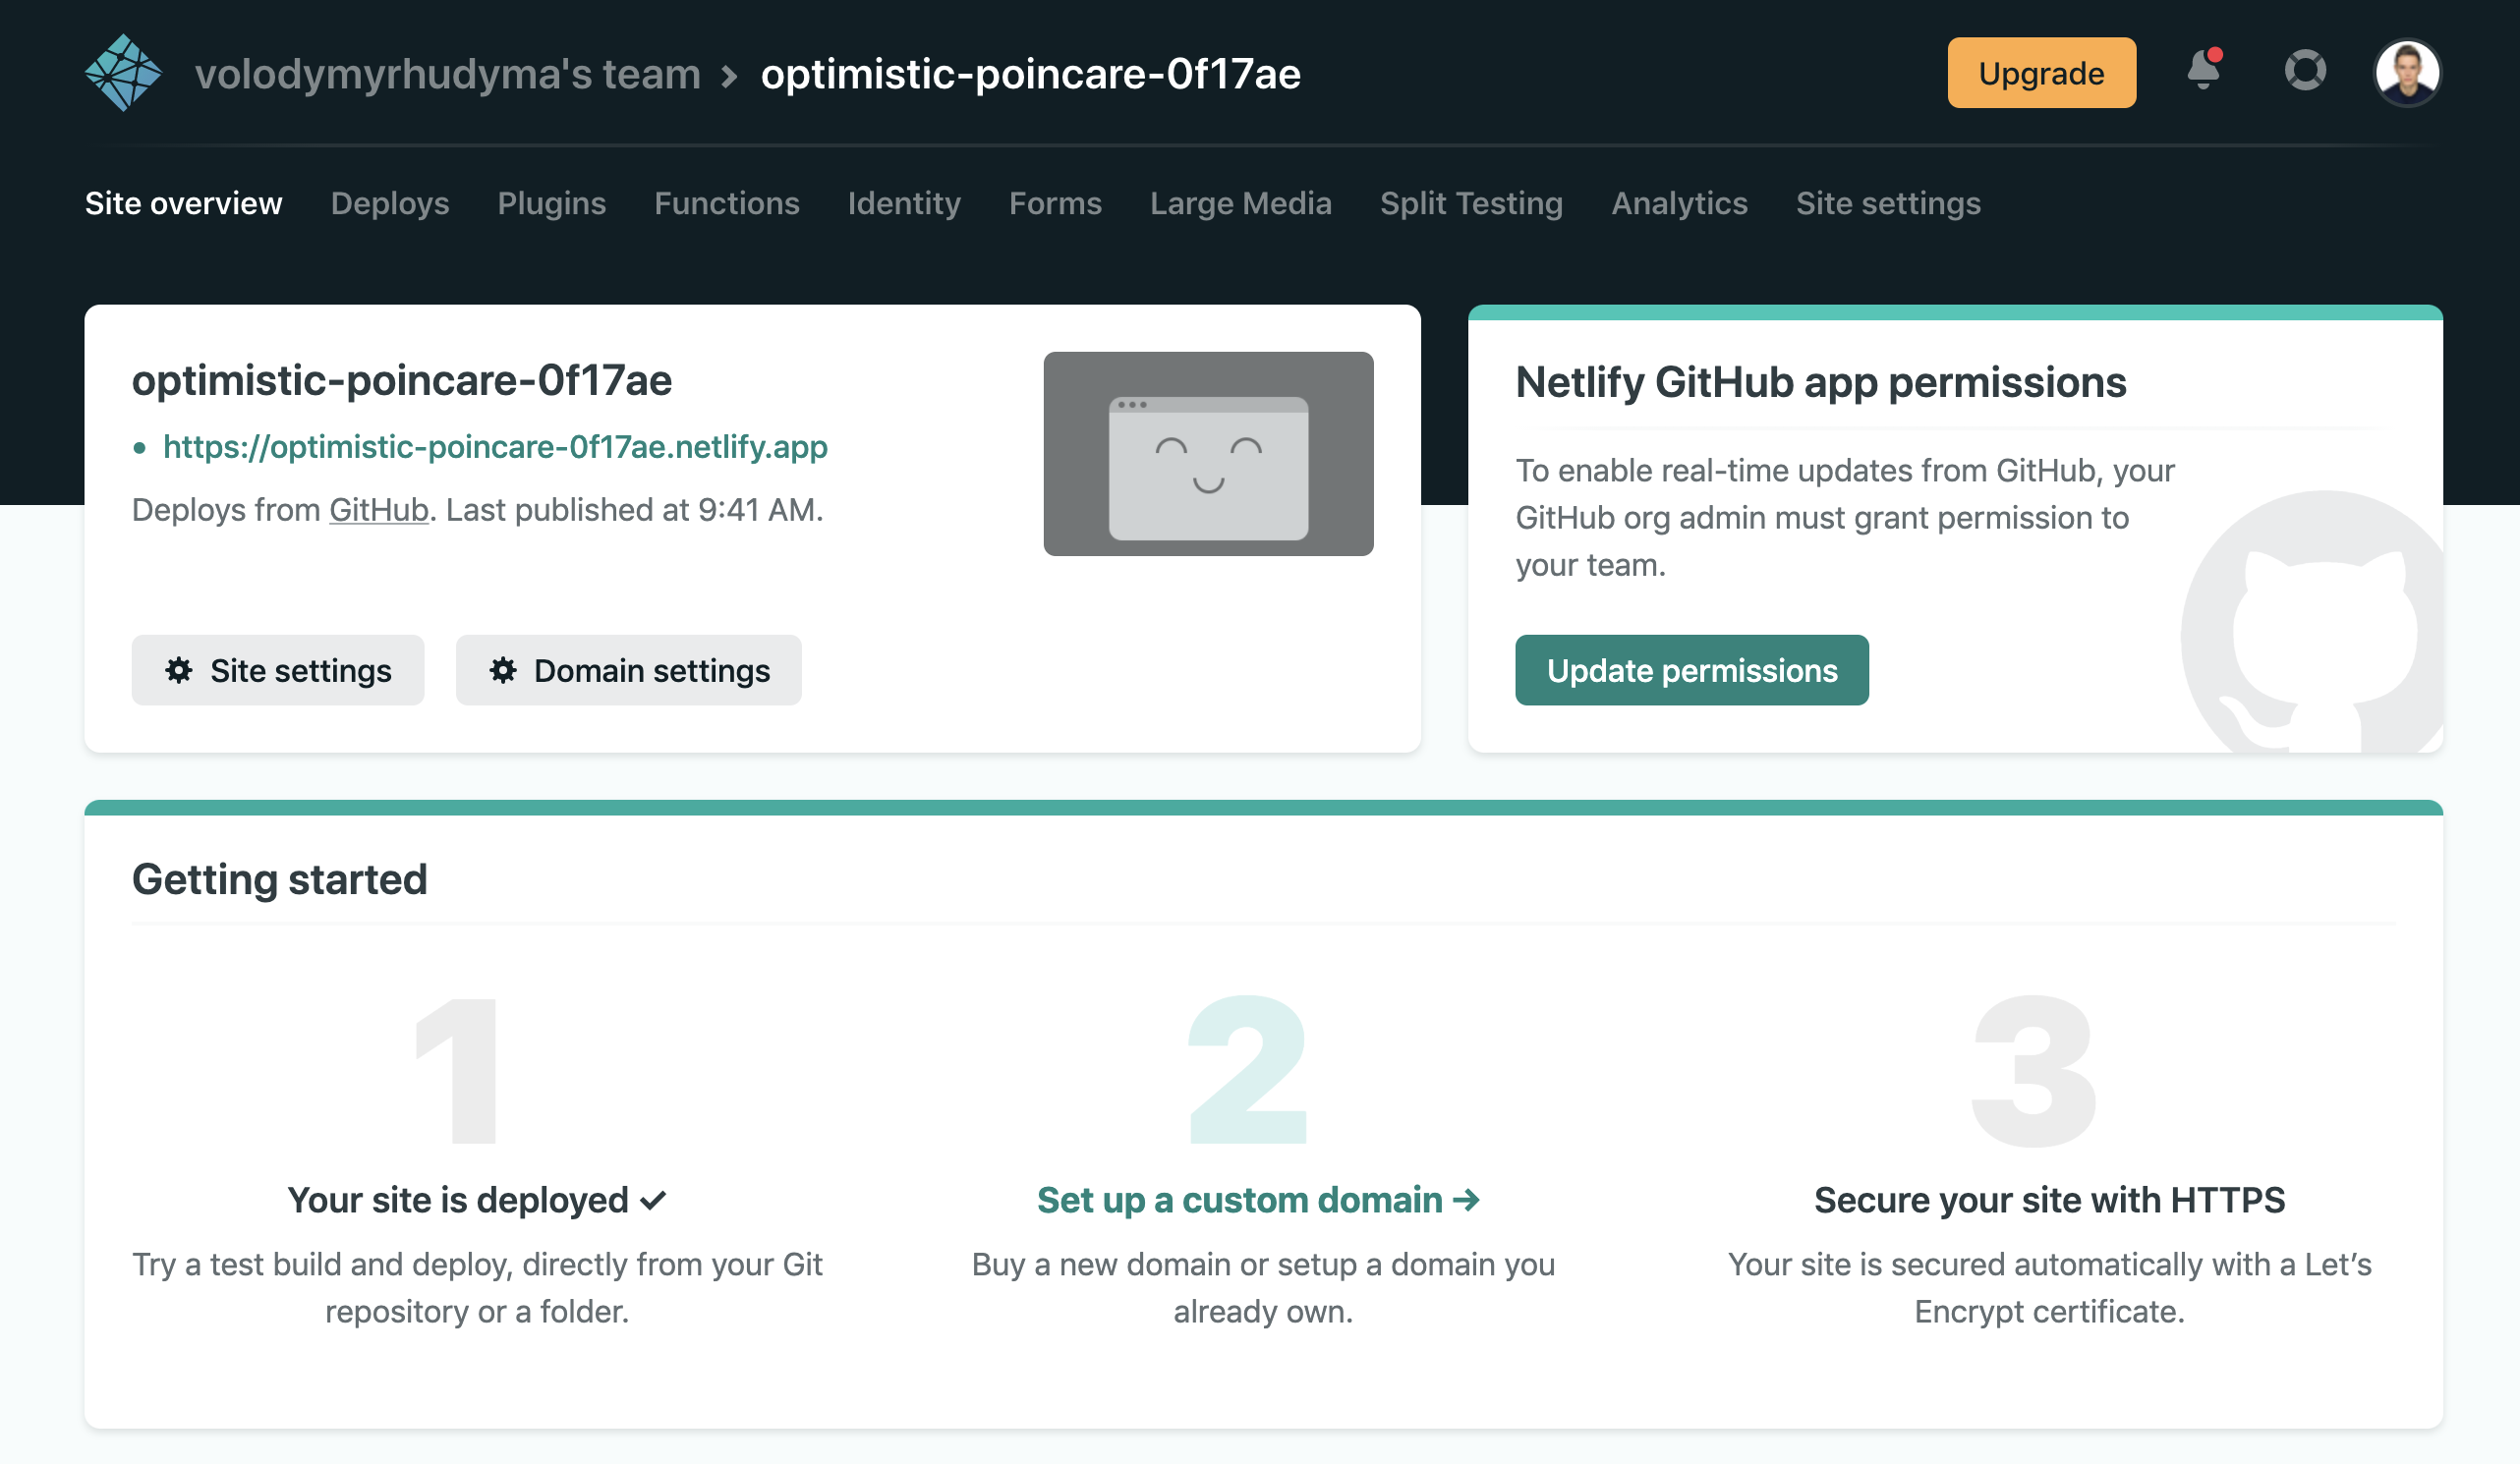 volodymyrhudyma's team > optimistic-poincare-0f17ae
Upgrade
Site overview Deploys Plugins Functions Identity Forms Large Media Split Testing Analytics Site settings
optimistic-poincare-0f17ae
• https://optimistic-poincare-0f17ae.netlify.app
Deploys from GitHub. Last published at 9:41 AM.
Site settings
Domain settings
Netlify GitHub app permissions
To enable real-time updates from GitHub, your
GitHub org admin must grant permission to
your team.
Update permissions
Getting started
1
Your site is deployed ✓
Try a test build and deploy, directly from your Git
repository or a folder.
2
Set up a custom domain →
Buy a new domain or setup a domain you
already own.
3
Secure your site with HTTPS
Your site is secured automatically with a Let’s
Encrypt certificate.